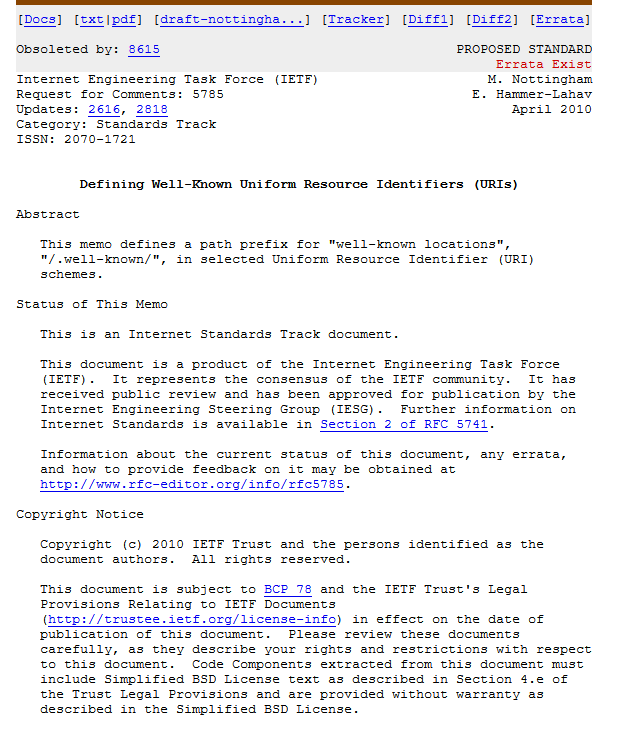 [Docs] [txt|pdf] [draft-nottingha...] [Tracker] [Diff1] [Diff2] [Errata]
Obsoleted by: 8615 PROPOSED STANDARD
Errata Exist
Internet Engineering Task Force (IETF) M. Nottingham
Request for Comments: 5785 E. Hammer-Lahav
Updates: 2616, 2818 April 2010
Category: Standards Track
ISSN: 2070-1721
Defining Well-Known Uniform Resource Identifiers (URIs)
Abstract
This memo defines a path prefix for "well-known locations",
"/.well-known/", in selected Uniform Resource Identifier (URI)
schemes.
Status of This Memo
This is an Internet Standards Track document.
This document is a product of the Internet Engineering Task Force
(IETF). It represents the consensus of the IETF community. It has
received public review and has been approved for publication by the
Internet Engineering Steering Group (IESG). Further information on
Internet Standards is available in Section 2 of RFC 5741.
Information about the current status of this document, any errata,
and how to provide feedback on it may be obtained at
http://www.rfc-editor.org/info/rfc5785.
Copyright Notice
Copyright (c) 2010 IETF Trust and the persons identified as the
document authors. All rights reserved.
This document is subject to BCP 78 and the IETF Trust's Legal
Provisions Relating to IETF Documents
(http://trustee.ietf.org/license-info) in effect on the date of
publication of this document. Please review these documents
carefully, as they describe your rights and restrictions with respect
to this document. Code Components extracted from this document must
include Simplified BSD License text as described in Section 4.e of
the Trust Legal Provisions and are provided without warranty as
described in the Simplified BSD License.